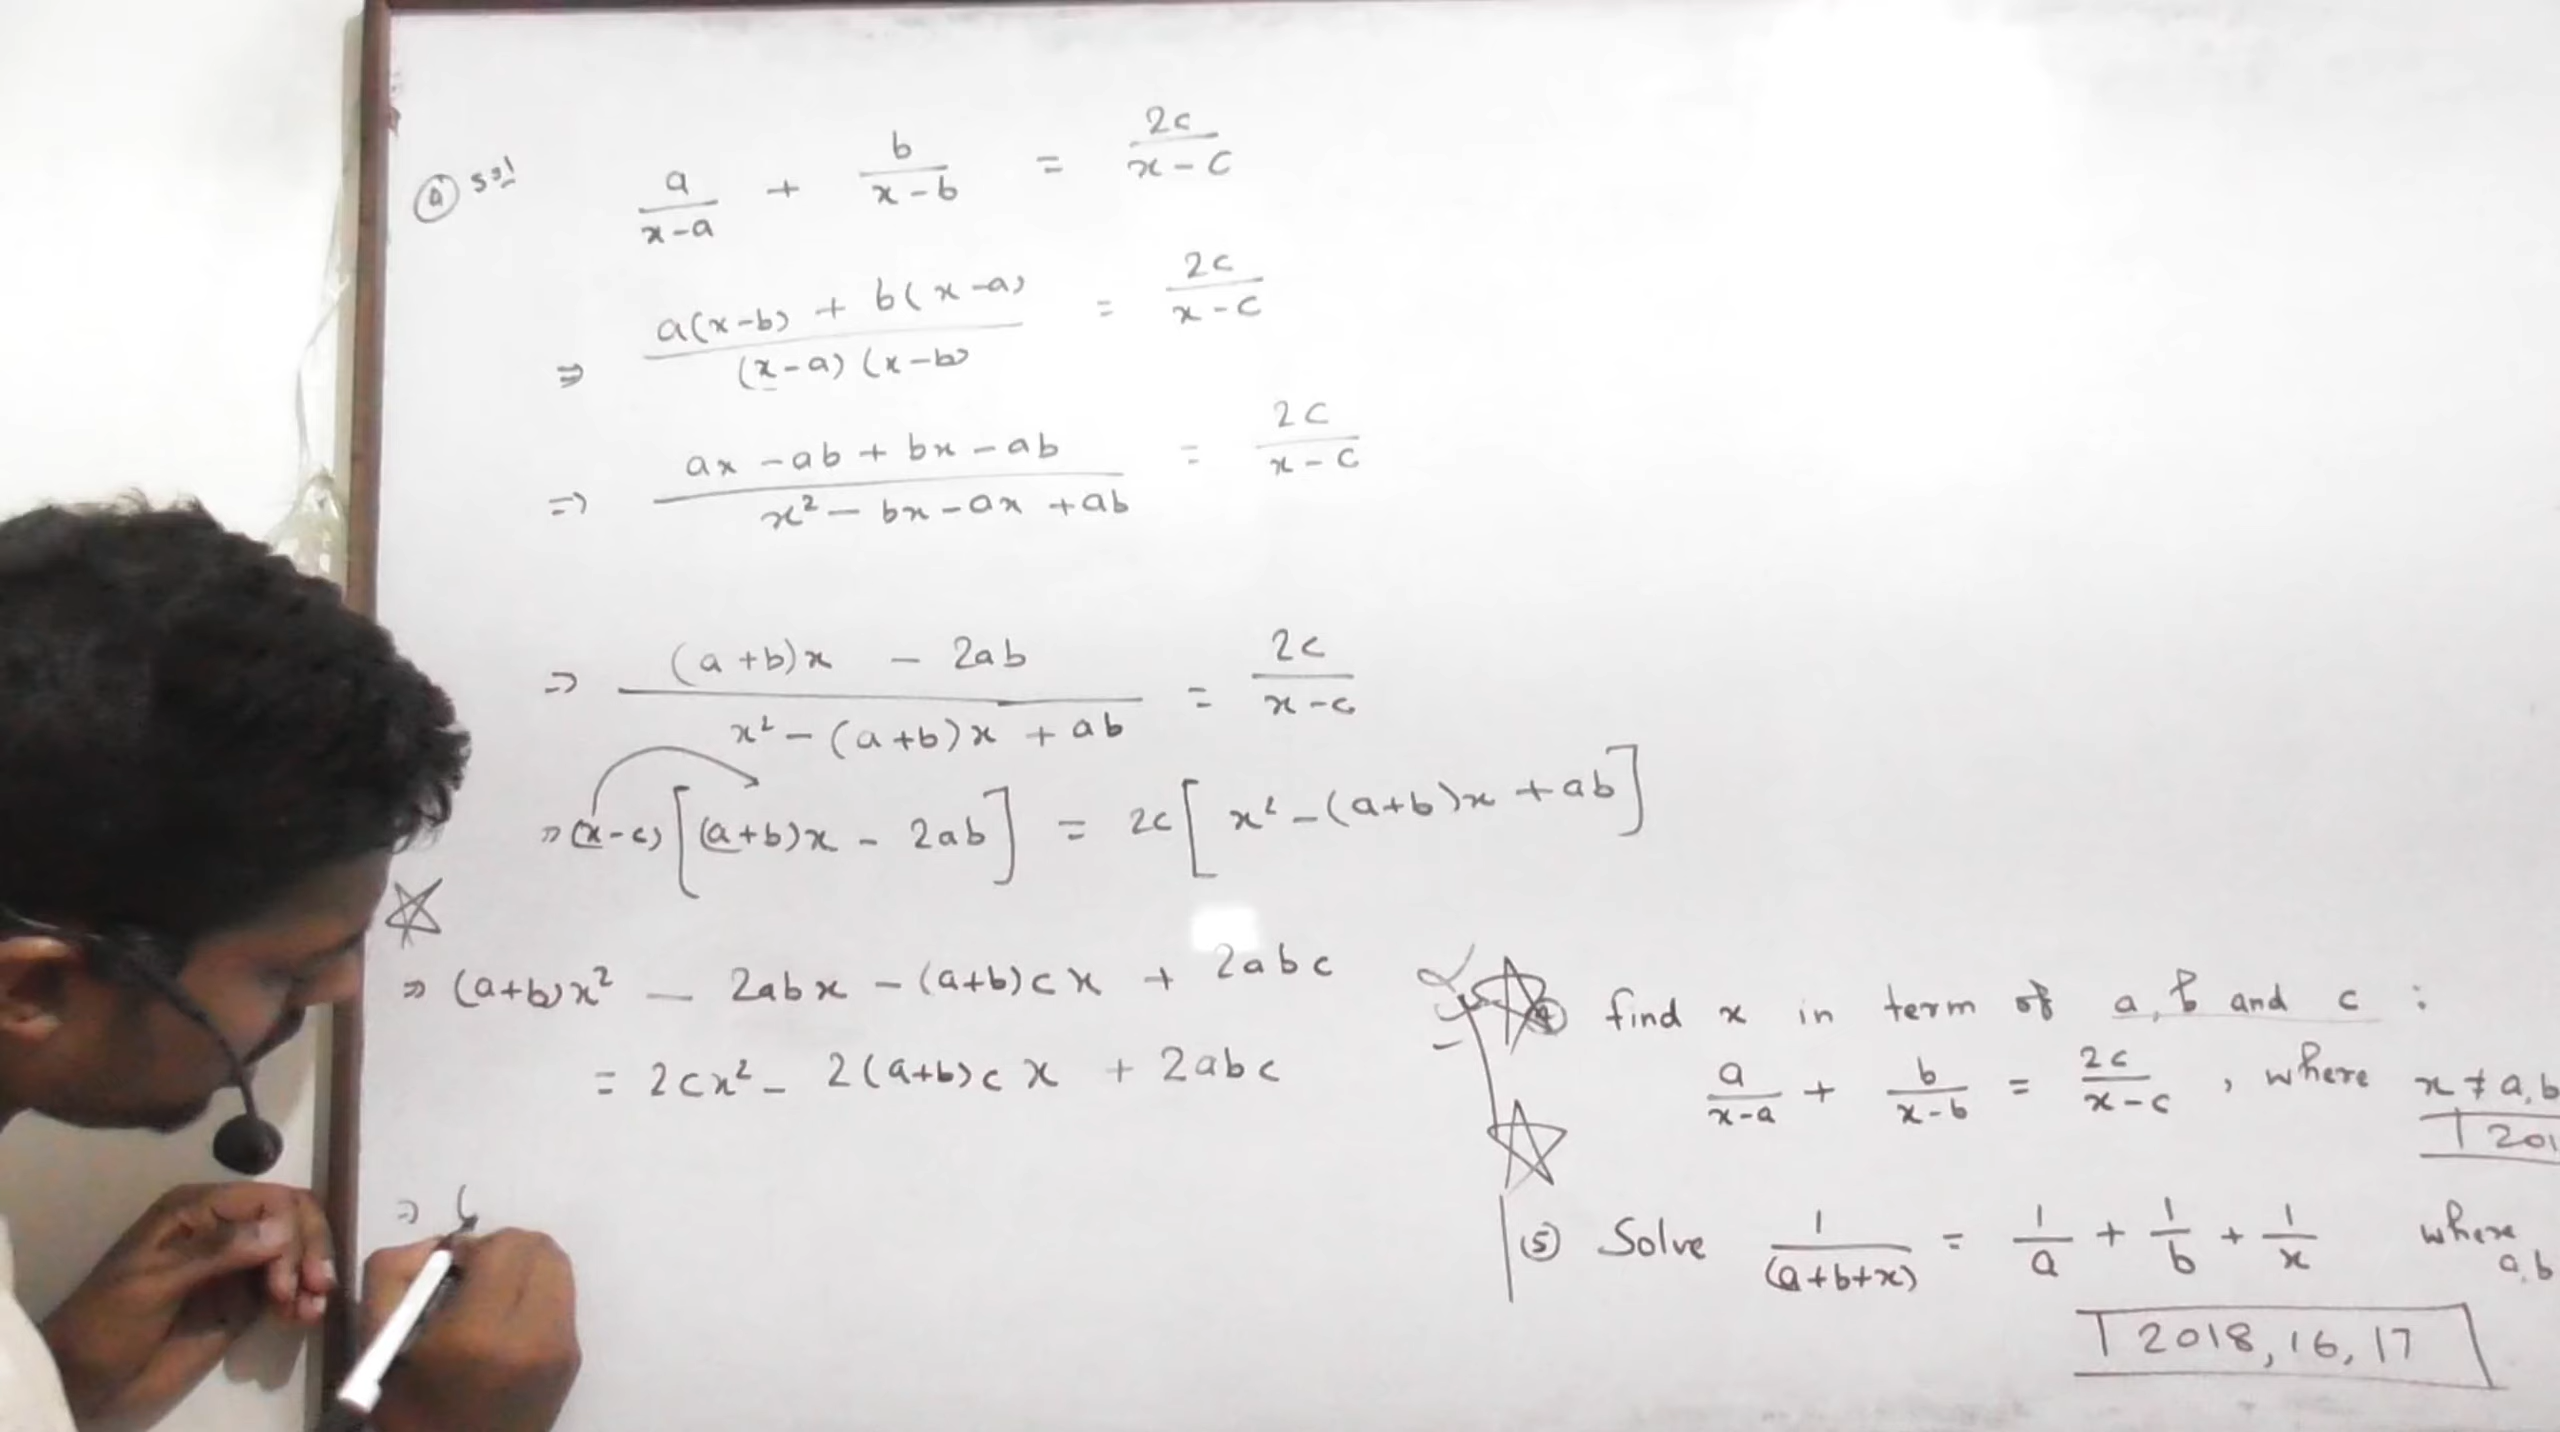 (a) sol
a/(x-a) + b/(x-b) = 2c/(x-c)
⇒ (a(x-b) + b(x-a))/((x-a)(x-b)) = 2c/(x-c)
⇒ (ax - ab + bx - ab)/(x² - bx - ax + ab) = 2c/(x-c)
⇒ ((a+b)x - 2ab)/(x² - (a+b)x + ab) = 2c/(x-c)
⇒ (x-c)[(a+b)x - 2ab] = 2c[x² - (a+b)x + ab]
⇒ (a+b)x² - 2abx - (a+b)cx + 2abc
= 2cx² - 2(a+b)cx + 2abc
⇒ (
find x in term of a, b and c :
a/(x-a) + b/(x-b) = 2c/(x-c) , where x ≠ a, b
(5) Solve 1/(a+b+x) = 1/a + 1/b + 1/x where
a, b
2018, 16, 17